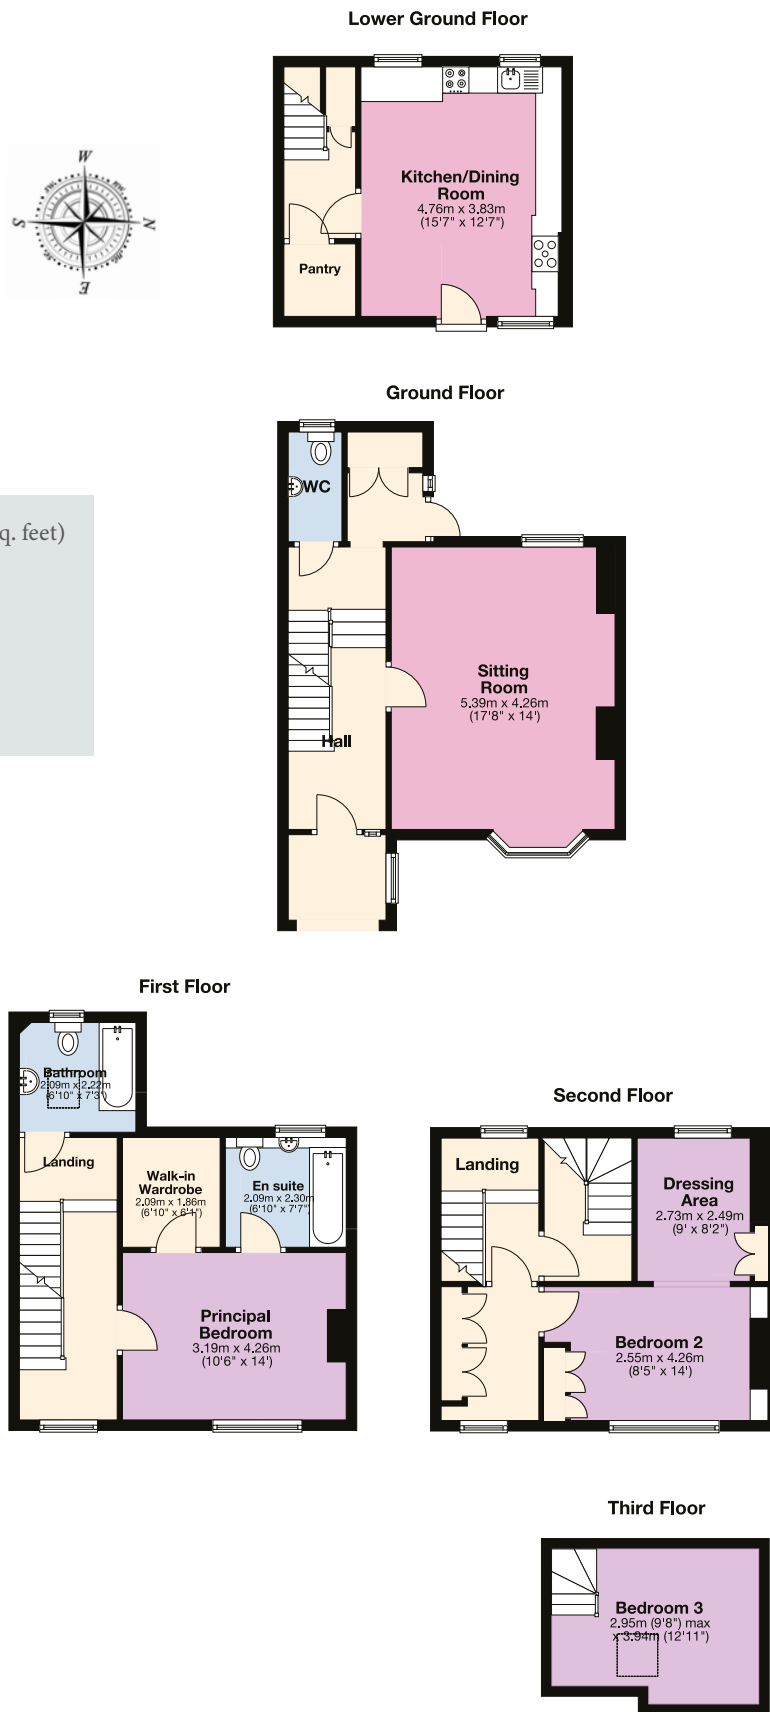 Lower Ground Floor
W
S
N
E
Kitchen/Dining
Room
4.76m x 3.83m
(15'7" x 12'7")
Pantry
Ground Floor
WC
q. feet)
Sitting
Room
5.39m x 4.26m
(17'8" x 14')
Hall
First Floor
Bathroom
2.09m x 2.22m
(6'10" x 7'3")
Landing
Walk-in
Wardrobe
2.09m x 1.86m
(6'10" x 6'1")
En suite
2.09m x 2.30m
(6'10" x 7'7")
Principal
Bedroom
3.19m x 4.26m
(10'6" x 14')
Second Floor
Landing
Dressing
Area
2.73m x 2.49m
(9' x 8'2")
Bedroom 2
2.55m x 4.26m
(8'5" x 14')
Third Floor
Bedroom 3
2.95m (9'8") max
x 3.94m (12'11")